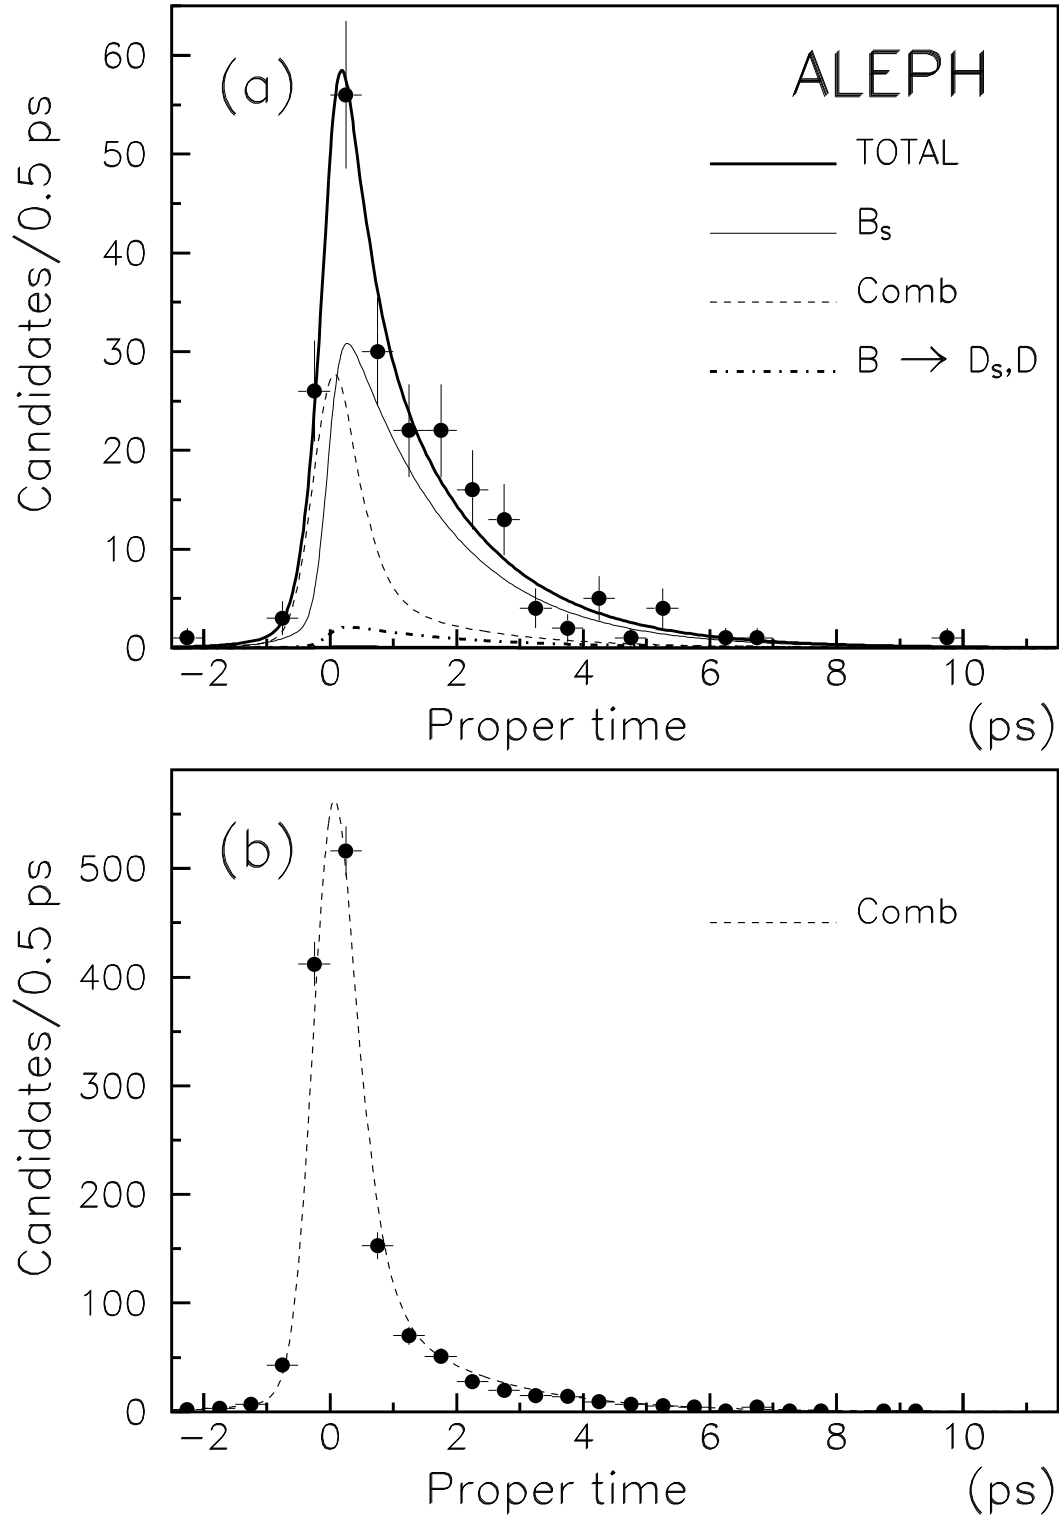 (a)
ALEPH
TOTAL
Bs
Comb
B → Ds,D
Candidates/0.5 ps
60
50
40
30
20
10
0
−2 0 2 4 6 8 10
Proper time (ps)
(b)
Comb
Candidates/0.5 ps
500
400
300
200
100
0
−2 0 2 4 6 8 10
Proper time (ps)